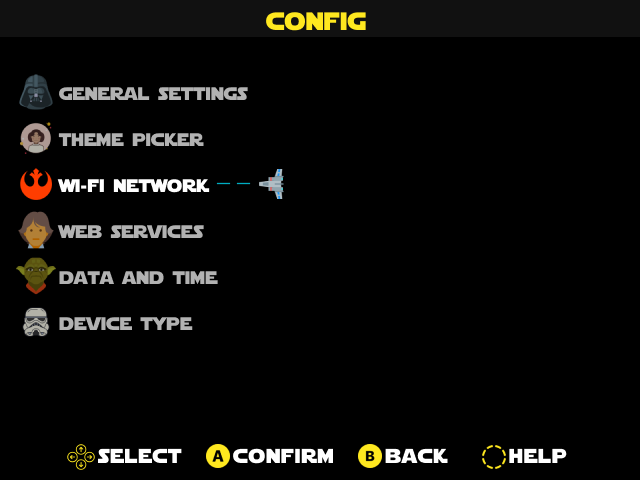 CONFIG
GENERAL SETTINGS
THEME PICKER
WI-FI NETWORK
WEB SERVICES
DATA AND TIME
DEVICE TYPE
SELECT A CONFIRM B BACK HELP